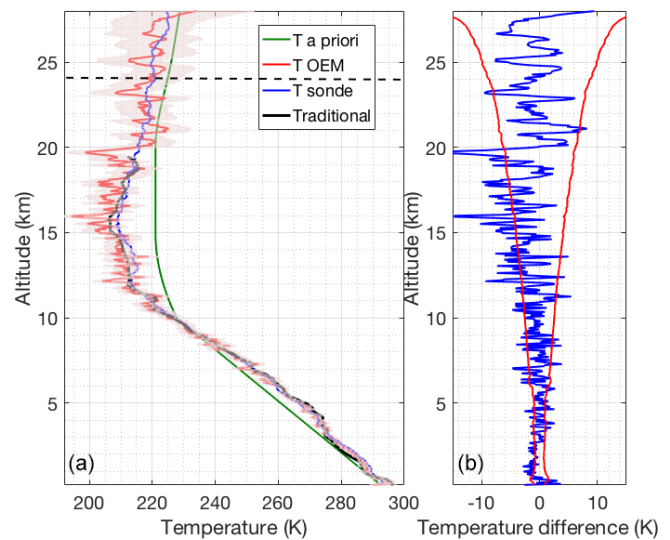 T a priori
T OEM
T sonde
Traditional
25
20
15
10
5
Altitude (km)
(a)
200
220
240
260
280
300
Temperature (K)
25
20
15
10
5
Altitude (km)
(b)
-10
0
10
Temperature difference (K)